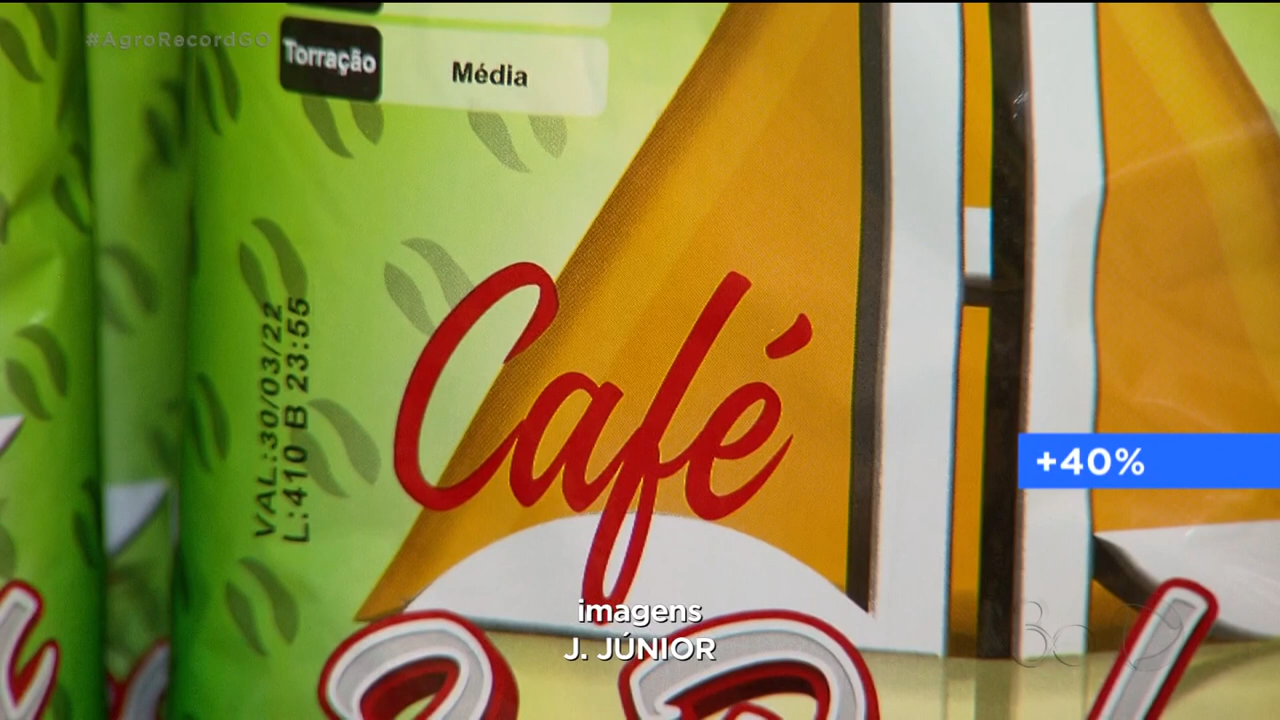 #AgroRecordGO
Torração
Média
VAL:30/03/22
L:410 B 23:55
Café
+40%
imagens
J. JÚNIOR